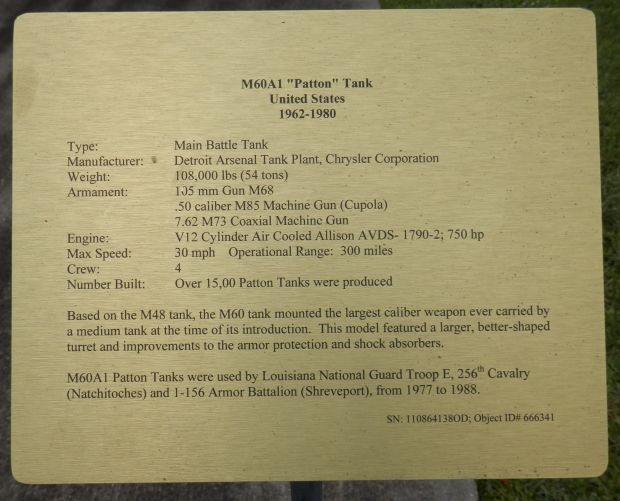 M60A1 "Patton" Tank
United States
1962-1980
Type: Main Battle Tank
Manufacturer: Detroit Arsenal Tank Plant, Chrysler Corporation
Weight: 108,000 lbs (54 tons)
Armament: 105 mm Gun M68
.50 caliber M85 Machine Gun (Cupola)
7.62 M73 Coaxial Machine Gun
Engine: V12 Cylinder Air Cooled Allison AVDS- 1790-2; 750 hp
Max Speed: 30 mph Operational Range: 300 miles
Crew: 4
Number Built: Over 15,00 Patton Tanks were produced
Based on the M48 tank, the M60 tank mounted the largest caliber weapon ever carried by
a medium tank at the time of its introduction. This model featured a larger, better-shaped
turret and improvements to the armor protection and shock absorbers.
M60A1 Patton Tanks were used by Louisiana National Guard Troop E, 256th Cavalry
(Natchitoches) and 1-156 Armor Battalion (Shreveport), from 1977 to 1988.
SN: 110864138OD; Object ID# 666341